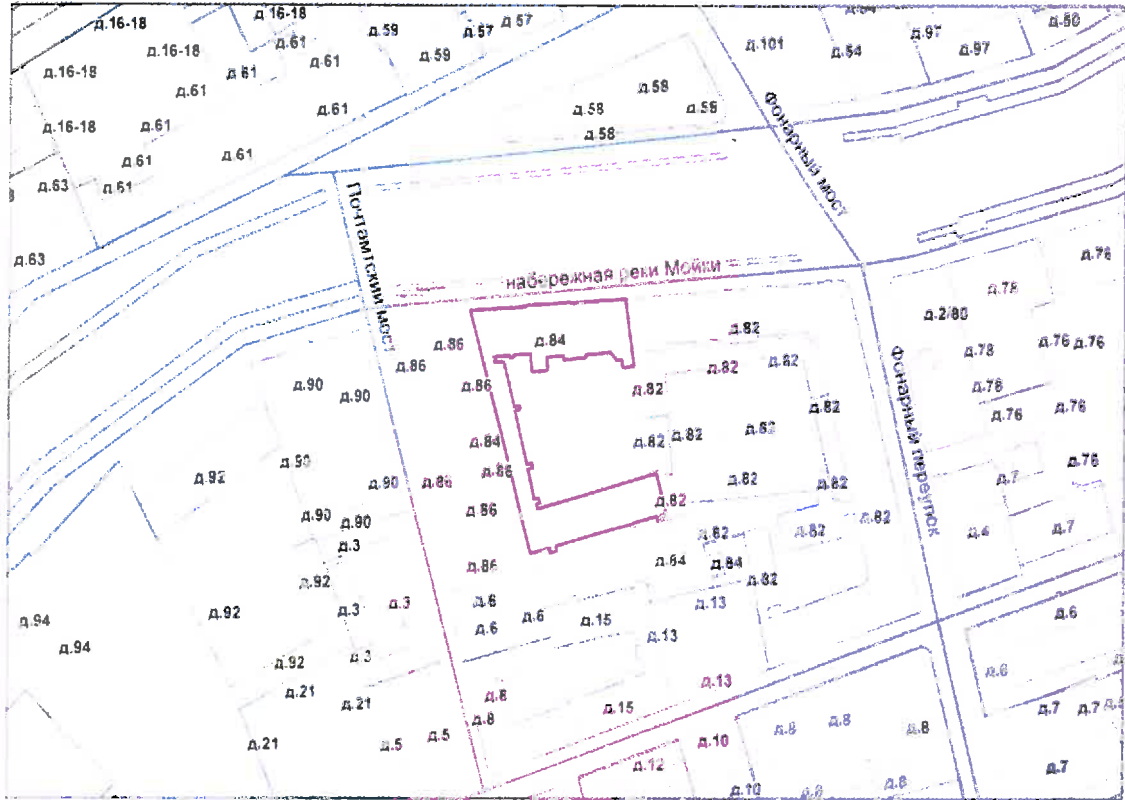 д.16-18
д.16-18
д.59
д.57
д.57
д.101
д.97
д.16-18
д.61
д.59
д.54
д.97
д.16-18
д.61
д.61
д.61
д.58
д.58
д.61
д.58
д.58
д.16-18
д.61
д.61
д.61
д.63
д.61
Фонарный мост
Почтамтский мост
д.63
набережная реки Мойки
д.76
д.78
д.2/80
д.86
д.84
д.82
д.86
д.82
д.82
д.78
д.76
д.76
д.90
д.90
д.86
д.82
д.82
д.78
д.76
д.76
Фонарный переулок
д.84
д.82
д.82
д.82
д.92
д.90
д.90
д.86
д.86
д.82
д.82
д.7
д.76
д.90
д.90
д.86
д.82
д.82
д.82
д.82
д.4
д.7
д.3
д.86
д.84
д.84
д.82
д.92
д.92
д.3
д.3
д.6
д.6
д.6
д.15
д.13
д.13
д.6
д.94
д.94
д.92
д.3
д.21
д.21
д.8
д.13
д.6
д.21
д.5
д.5
д.8
д.15
д.10
д.8
д.8
д.8
д.7
д.7
д.12
д.10
д.8
д.8
д.7